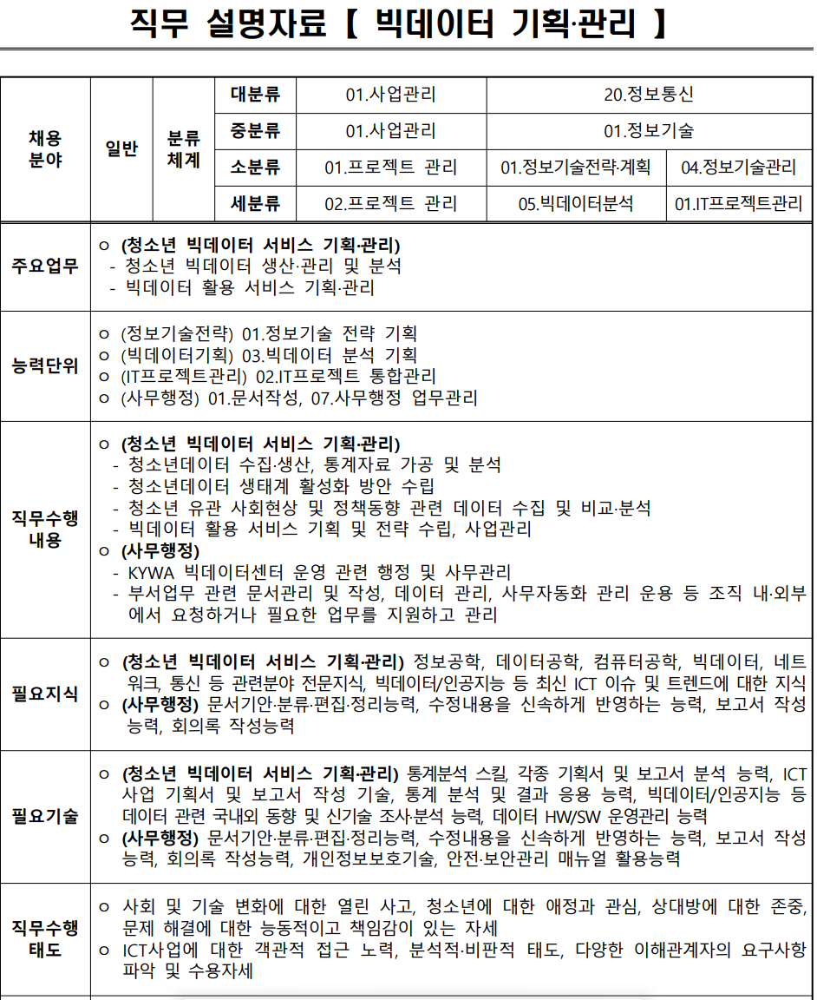 직무 설명자료 【 빅데이터 기획·관리 】
채용
분야
일반
분류
체계
대분류 01.사업관리 20.정보통신
중분류 01.사업관리 01.정보기술
소분류 01.프로젝트 관리 01.정보기술전략·계획 04.정보기술관리
세분류 02.프로젝트 관리 05.빅데이터분석 01.IT프로젝트관리
주요업무
ㅇ (청소년 빅데이터 서비스 기획·관리)
- 청소년 빅데이터 생산·관리 및 분석
- 빅데이터 활용 서비스 기획·관리
능력단위
ㅇ (정보기술전략) 01.정보기술 전략 기획
ㅇ (빅데이터기획) 03.빅데이터 분석 기획
ㅇ (IT프로젝트관리) 02.IT프로젝트 통합관리
ㅇ (사무행정) 01.문서작성, 07.사무행정 업무관리
직무수행
내용
ㅇ (청소년 빅데이터 서비스 기획·관리)
- 청소년데이터 수집·생산, 통계자료 가공 및 분석
- 청소년데이터 생태계 활성화 방안 수립
- 청소년 유관 사회현상 및 정책동향 관련 데이터 수집 및 비교·분석
- 빅데이터 활용 서비스 기획 및 전략 수립, 사업관리
ㅇ (사무행정)
- KYWA 빅데이터센터 운영 관련 행정 및 사무관리
- 부서업무 관련 문서관리 및 작성, 데이터 관리, 사무자동화 관리 운용 등 조직 내·외부
에서 요청하거나 필요한 업무를 지원하고 관리
필요지식
ㅇ (청소년 빅데이터 서비스 기획·관리) 정보공학, 데이터공학, 컴퓨터공학, 빅데이터, 네트
워크, 통신 등 관련분야 전문지식, 빅데이터/인공지능 등 최신 ICT 이슈 및 트렌드에 대한 지식
ㅇ (사무행정) 문서기안·분류·편집·정리능력, 수정내용을 신속하게 반영하는 능력, 보고서 작성
능력, 회의록 작성능력
필요기술
ㅇ (청소년 빅데이터 서비스 기획·관리) 통계분석 스킬, 각종 기획서 및 보고서 분석 능력, ICT
사업 기획서 및 보고서 작성 기술, 통계 분석 및 결과 응용 능력, 빅데이터/인공지능 등
데이터 관련 국내외 동향 및 신기술 조사·분석 능력, 데이터 HW/SW 운영관리 능력
ㅇ (사무행정) 문서기안·분류·편집·정리능력, 수정내용을 신속하게 반영하는 능력, 보고서 작성
능력, 회의록 작성능력, 개인정보보호기술, 안전·보안관리 매뉴얼 활용능력
직무수행
태도
ㅇ 사회 및 기술 변화에 대한 열린 사고, 청소년에 대한 애정과 관심, 상대방에 대한 존중,
문제 해결에 대한 능동적이고 책임감이 있는 자세
ㅇ ICT사업에 대한 객관적 접근 노력, 분석적·비판적 태도, 다양한 이해관계자의 요구사항
파악 및 수용자세